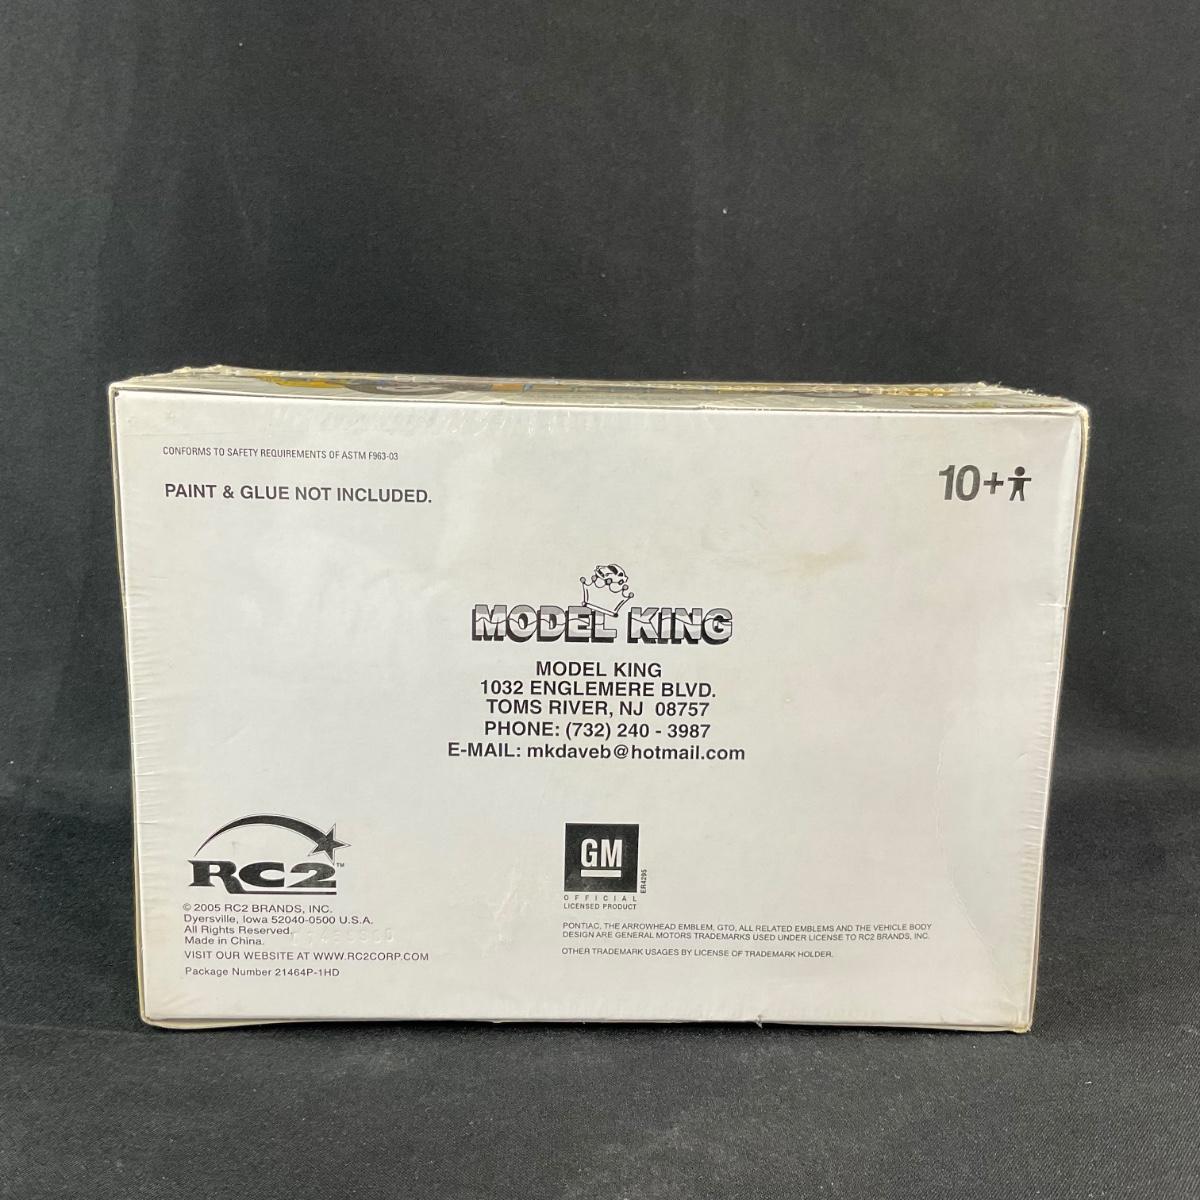 CONFORMS TO SAFETY REQUIREMENTS OF ASTM F963-03
PAINT & GLUE NOT INCLUDED.
10+
MODEL KING
MODEL KING
1032 ENGLEMERE BLVD.
TOMS RIVER, NJ 08757
PHONE: (732) 240 - 3987
E-MAIL: mkdaveb@hotmail.com
RC2™
© 2005 RC2 BRANDS, INC.
Dyersville, Iowa 52040-0500 U.S.A.
All Rights Reserved.
Made in China.
VISIT OUR WEBSITE AT WWW.RC2CORP.COM
Package Number 21464P-1HD
GM
OFFICIAL
LICENSED PRODUCT
ER4295
PONTIAC, THE ARROWHEAD EMBLEM, GTO, ALL RELATED EMBLEMS AND THE VEHICLE BODY
DESIGN ARE GENERAL MOTORS TRADEMARKS USED UNDER LICENSE TO RC2 BRANDS, INC.
OTHER TRADEMARK USAGES BY LICENSE OF TRADEMARK HOLDER.